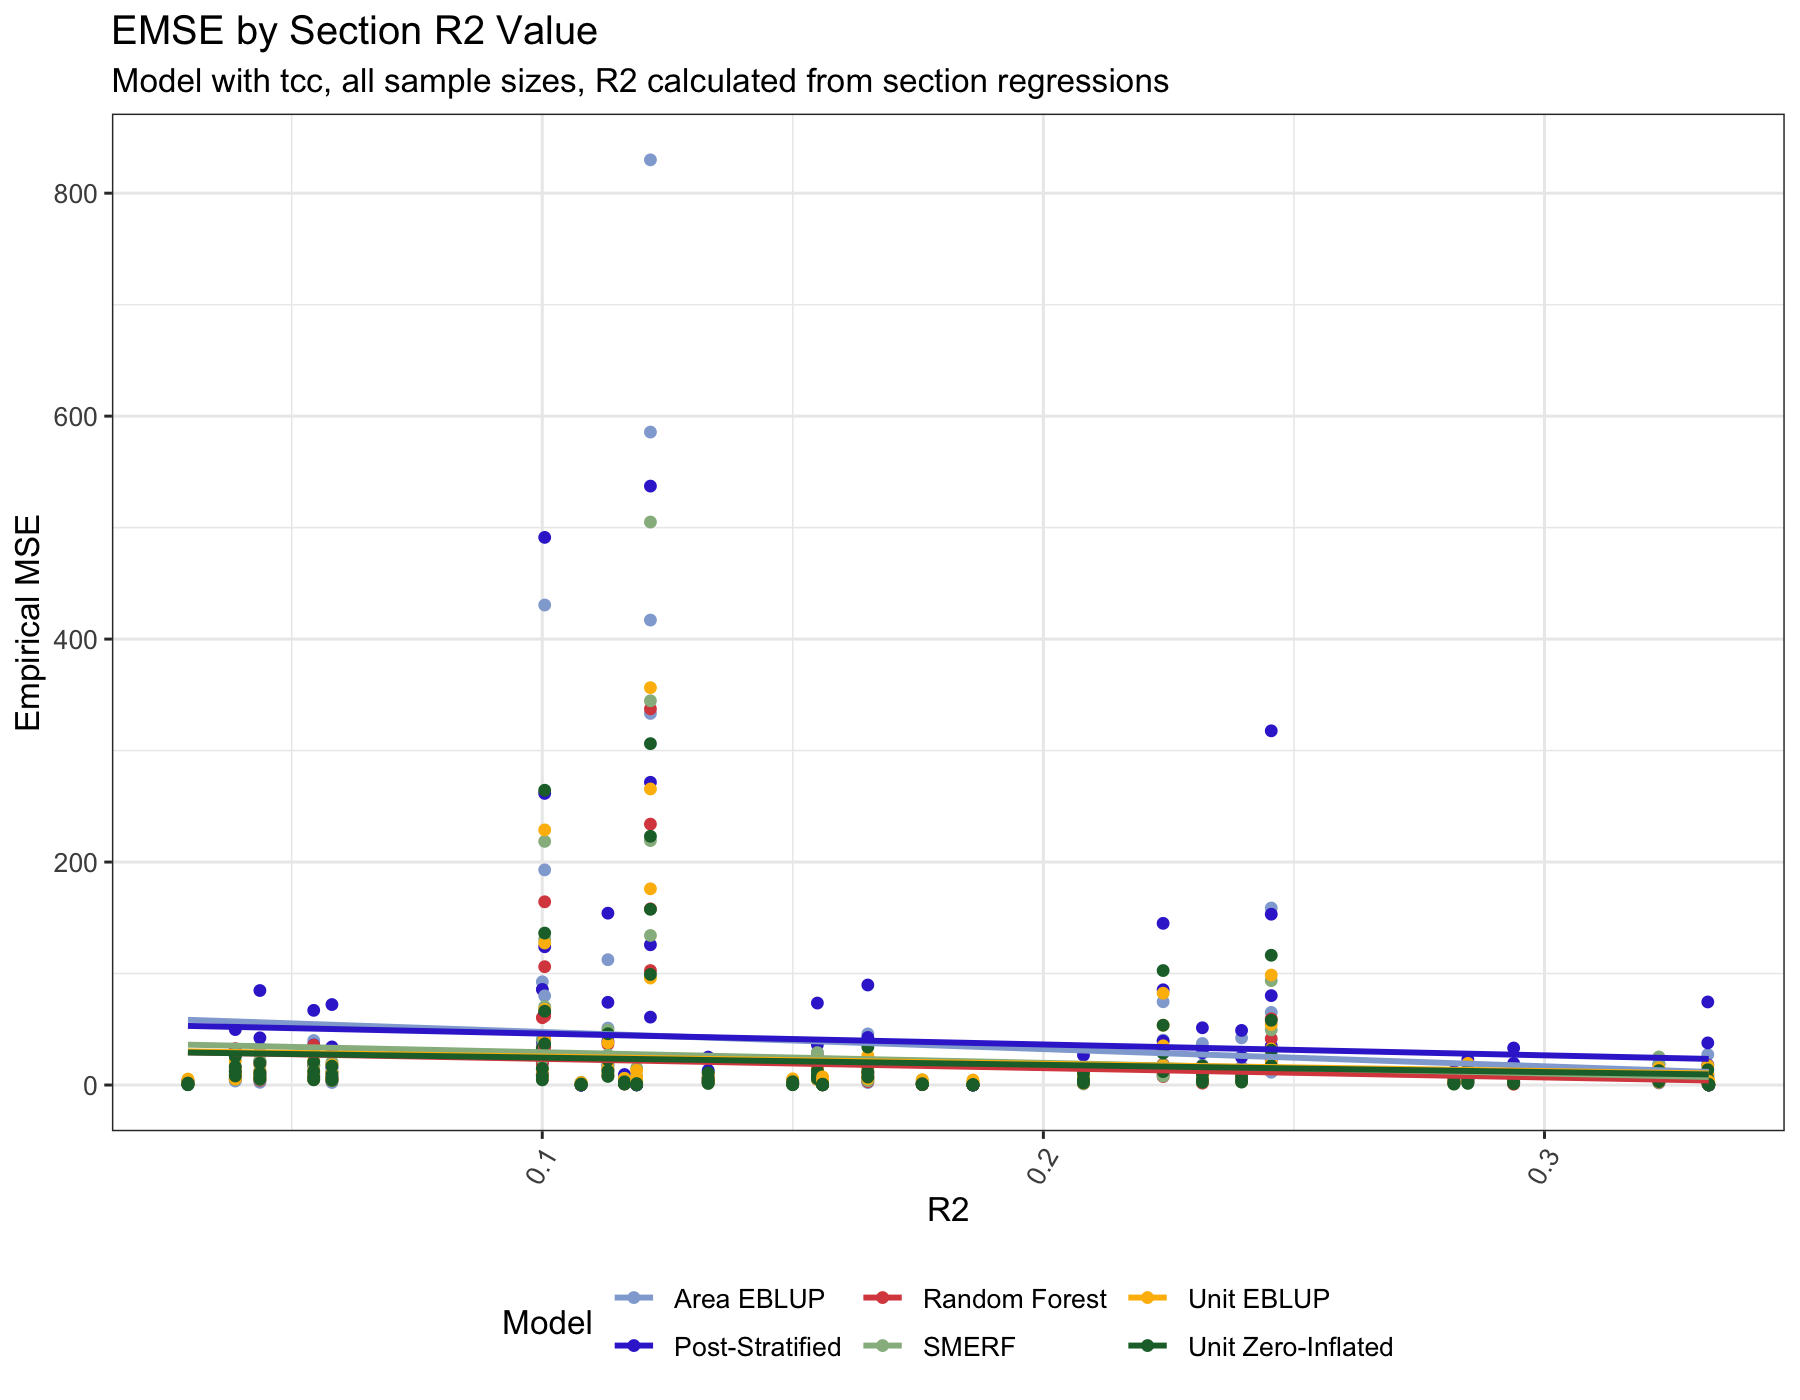 EMSE by Section R2 Value
Model with tcc, all sample sizes, R2 calculated from section regressions
Empirical MSE
800
600
400
200
0
0.1
0.2
0.3
R2
Model
Area EBLUP
Random Forest
Unit EBLUP
Post-Stratified
SMERF
Unit Zero-Inflated